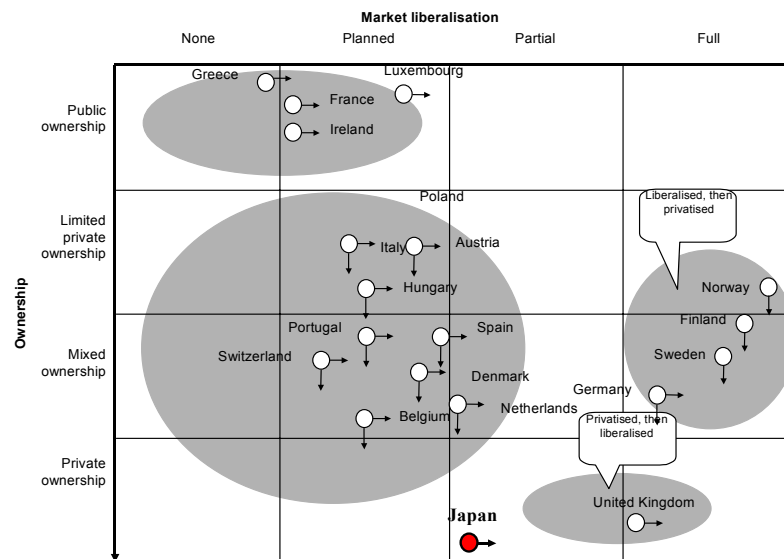 Market liberalisation
None
Planned
Partial
Full
Ownership
Public
ownership
Limited
private
ownership
Mixed
ownership
Private
ownership
Greece
Luxembourg
France
Ireland
Poland
Liberalised, then
privatised
Italy
Austria
Hungary
Norway
Portugal
Spain
Finland
Switzerland
Sweden
Denmark
Germany
Belgium
Netherlands
Privatised, then
liberalised
United Kingdom
Japan